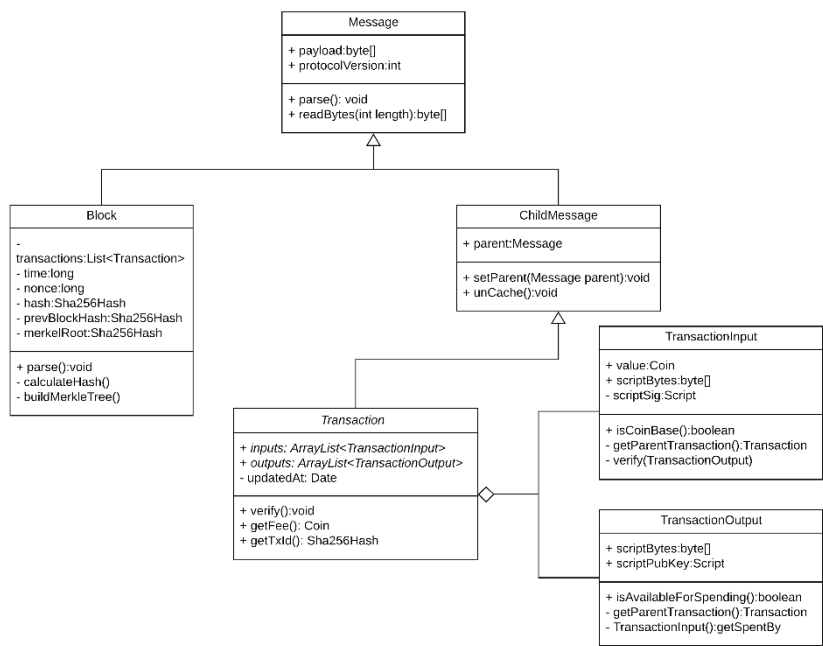 Message
+ payload:byte[]
+ protocolVersion:int
+ parse(): void
+ readBytes(int length):byte[]
Block
-
transactions:List<Transaction>
- time:long
- nonce:long
- hash:Sha256Hash
- prevBlockHash:Sha256Hash
- merkelRoot:Sha256Hash
+ parse():void
- calculateHash()
- buildMerkleTree()
ChildMessage
+ parent:Message
+ setParent(Message parent):void
+ unCache():void
Transaction
+ inputs: ArrayList<TransactionInput>
+ outputs: ArrayList<TransactionOutput>
- updatedAt: Date
+ verify():void
+ getFee(): Coin
+ getTxId(): Sha256Hash
TransactionInput
+ value:Coin
+ scriptBytes:byte[]
- scriptSig:Script
+ isCoinBase():boolean
- getParentTransaction():Transaction
- verify(TransactionOutput)
TransactionOutput
+ scriptBytes:byte[]
+ scriptPubKey:Script
+ isAvailableForSpending():boolean
- getParentTransaction():Transaction
- TransactionInput():getSpentBy